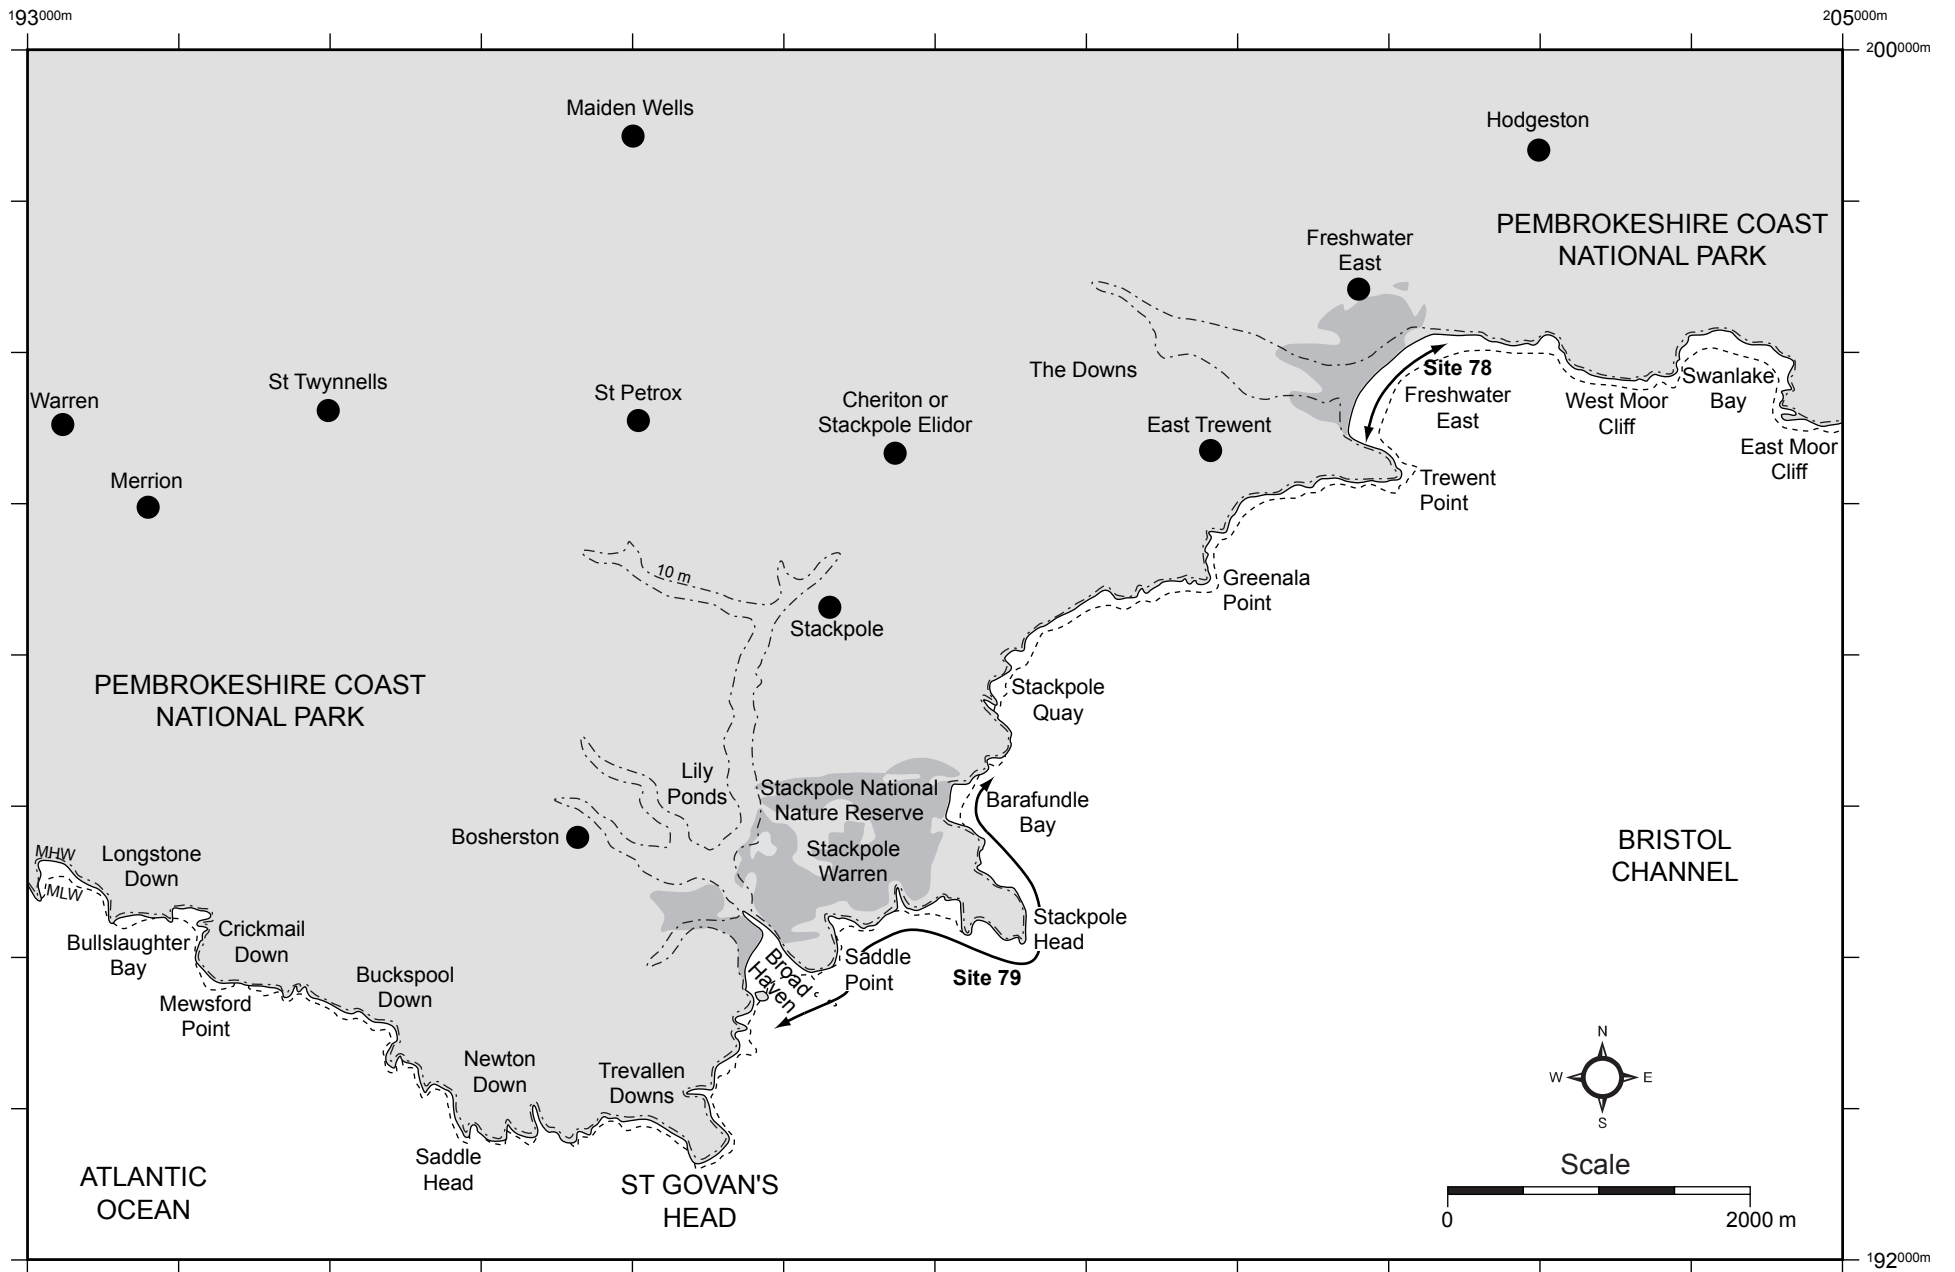 193000m
205000m
200000m
Maiden Wells
Hodgeston
PEMBROKESHIRE COAST
NATIONAL PARK
Freshwater
East
The Downs
Site 78
Freshwater
East
Swanlake
Bay
West Moor
Cliff
East Moor
Cliff
Warren
St Twynnells
St Petrox
Cheriton or
Stackpole Elidor
East Trewent
Trewent
Point
Merrion
10 m
Greenala
Point
Stackpole
PEMBROKESHIRE COAST
NATIONAL PARK
Stackpole
Quay
Lily
Ponds
Stackpole National
Nature Reserve
Barafundle
Bay
Bosherston
Stackpole
Warren
BRISTOL
CHANNEL
MHW
MLW
Longstone
Down
Bullslaughter
Bay
Crickmail
Down
Stackpole
Head
Mewsford
Point
Buckspool
Down
Broad
Haven
Saddle
Point
Site 79
Newton
Down
Trevallen
Downs
N
W
E
S
Saddle
Head
ATLANTIC
OCEAN
ST GOVAN'S
HEAD
Scale
0
2000 m
192000m